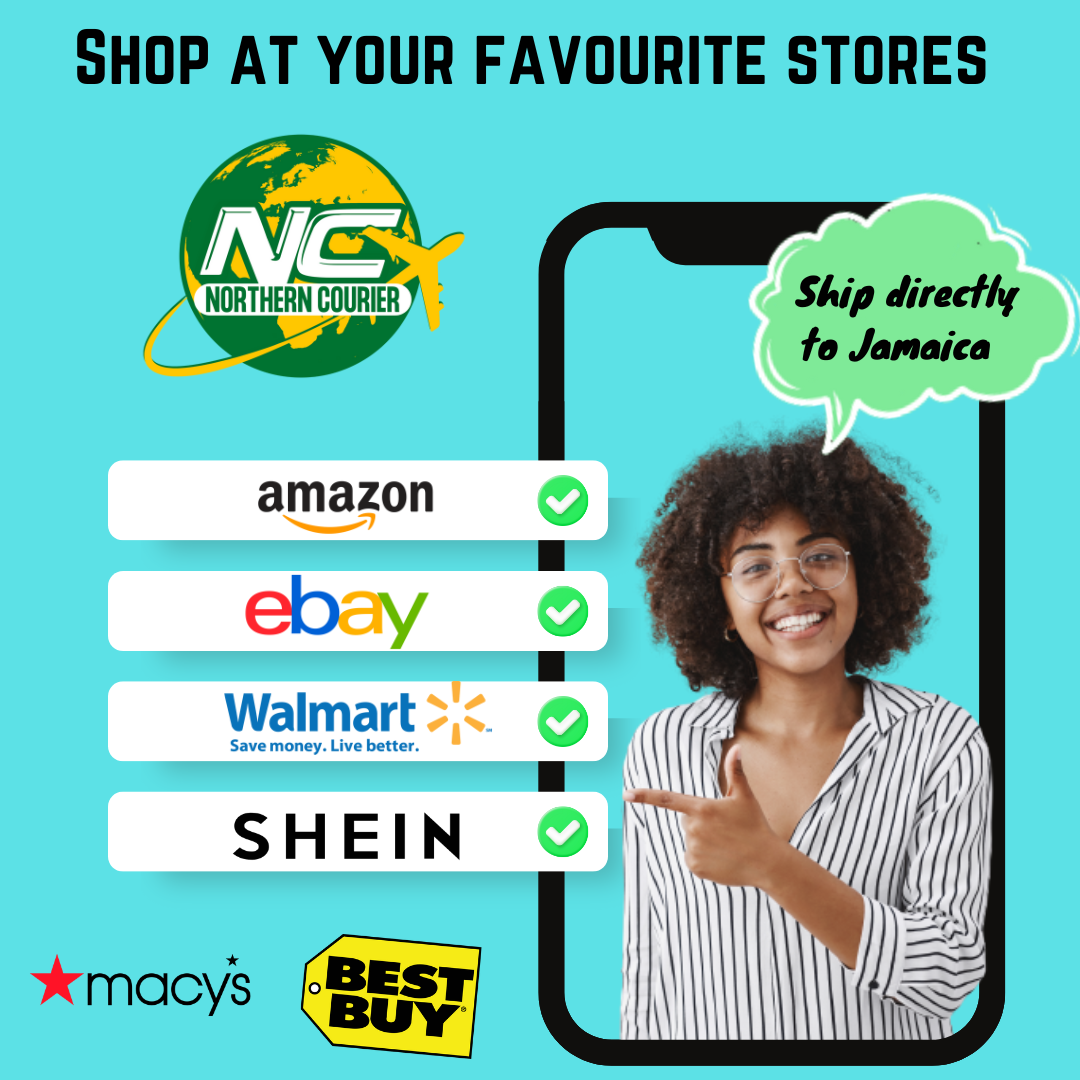 SHOP AT YOUR FAVOURITE STORES
NC
NORTHERN COURIER
Ship directly
to Jamaica
amazon
ebay
Walmart
Save money. Live better.
SHEIN
macy's
BEST
BUY